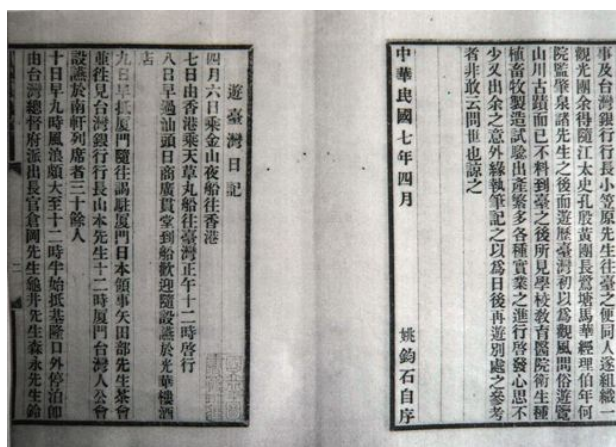 事及台灣銀行行長小笠原先生往臺之便同人遂組織一
觀光團余得隨江太史孔殷黃團長鷺塘馬華經理伯年何
院監肇泉諸先生之後而遊歷臺灣初以爲觀風問俗遊覽
山川古蹟而已不料到臺之後所見學校教育醫院衛生種
植畜牧製造試驗出產繁多各種實業之進行啓發心思不
少又出余之意外緣執筆記之以爲日後再遊別處之參考
者非敢云問世也諒之
中華民國七年四月
姚鈞石自序
遊臺灣日記
四月六日乘金山夜船往香港
七日由香港乘天草丸船往臺灣正午十二時啓行
八日早過汕頭日商廣貫堂到船歡迎隨設讌於光華樓酒
店
九日早抵厦門隨往謁駐厦門日本領事矢田部先生茶會
並往見台灣銀行行長山本先生十二時厦門台灣人公會
設讌於南軒列席者三十餘人
十日早九時風浪頗大至十二時半始抵基隆口外停泊卽
由台灣總督府派出長官倉岡先生龜井先生森永先生鈴